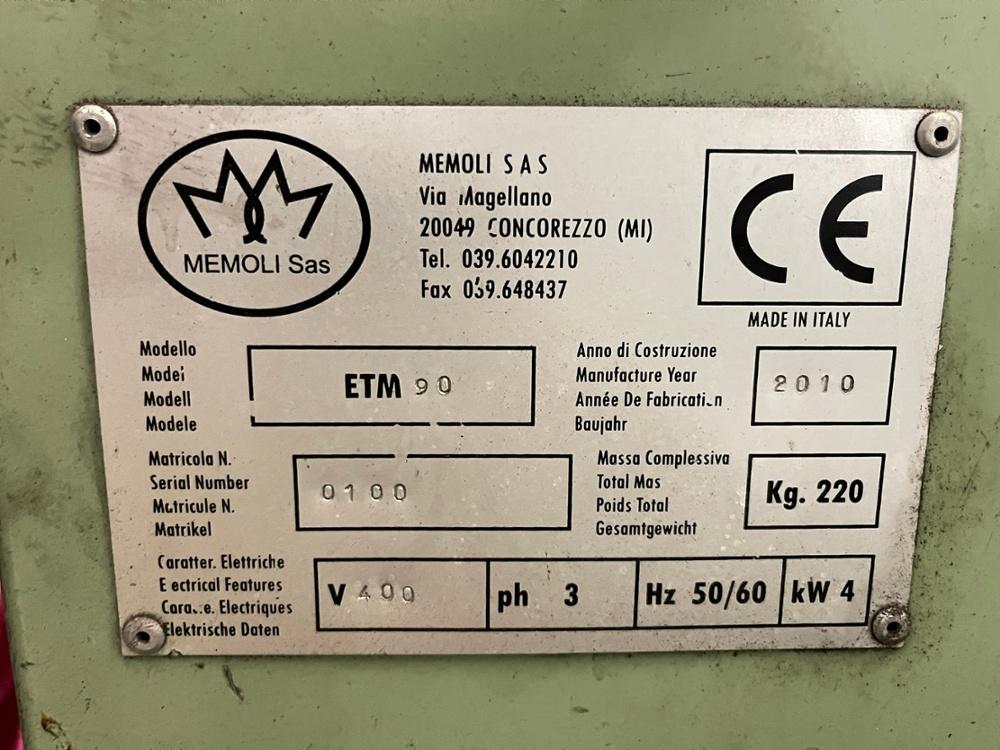 MEMOLI Sas
MEMOLI S A S
Via Magellano
20049 CONCOREZZO (MI)
Tel. 039.6042210
Fax 039.648437
CE
MADE IN ITALY
Modello
Model
Modell
Modele
ETM 90
Anno di Costruzione
Manufacture Year
Année De Fabrication
Baujahr
2010
Matricola N.
Serial Number
Matricule N.
Matrikel
0100
Massa Complessiva
Total Mas
Poids Total
Gesamtgewicht
Kg. 220
Caratter. Elettriche
Electrical Features
Electriques
Elektrische Daten
V 400
ph 3
Hz 50/60
kW 4